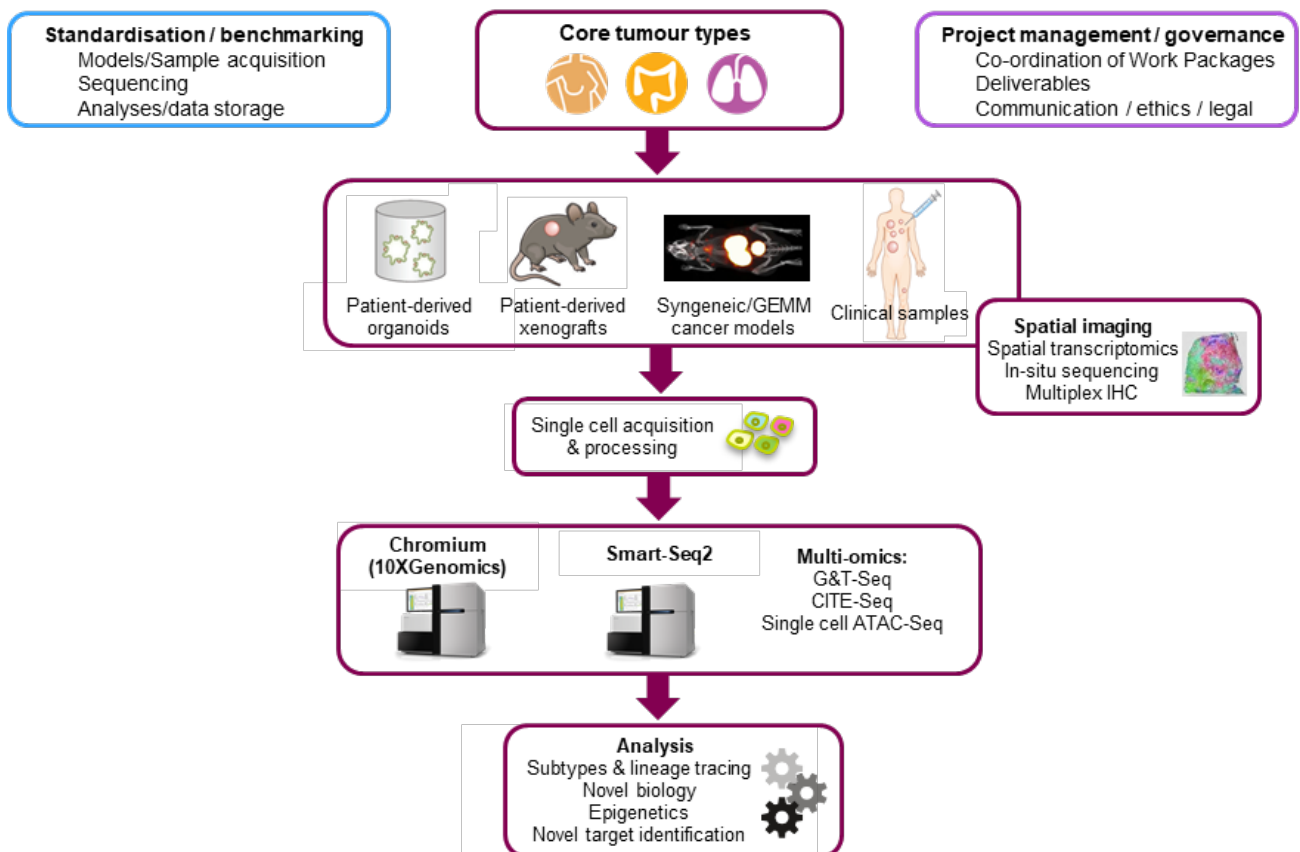 Standardisation / benchmarking
Models/Sample acquisition
Sequencing
Analyses/data storage
Core tumour types
Project management / governance
Co-ordination of Work Packages
Deliverables
Communication / ethics / legal
Patient-derived
organoids
Patient-derived
xenografts
Syngeneic/GEMM
cancer models
Clinical samples
Spatial imaging
Spatial transcriptomics
In-situ sequencing
Multiplex IHC
Single cell acquisition
& processing
Chromium
(10XGenomics)
Smart-Seq2
Multi-omics:
G&T-Seq
CITE-Seq
Single cell ATAC-Seq
Analysis
Subtypes & lineage tracing
Novel biology
Epigenetics
Novel target identification